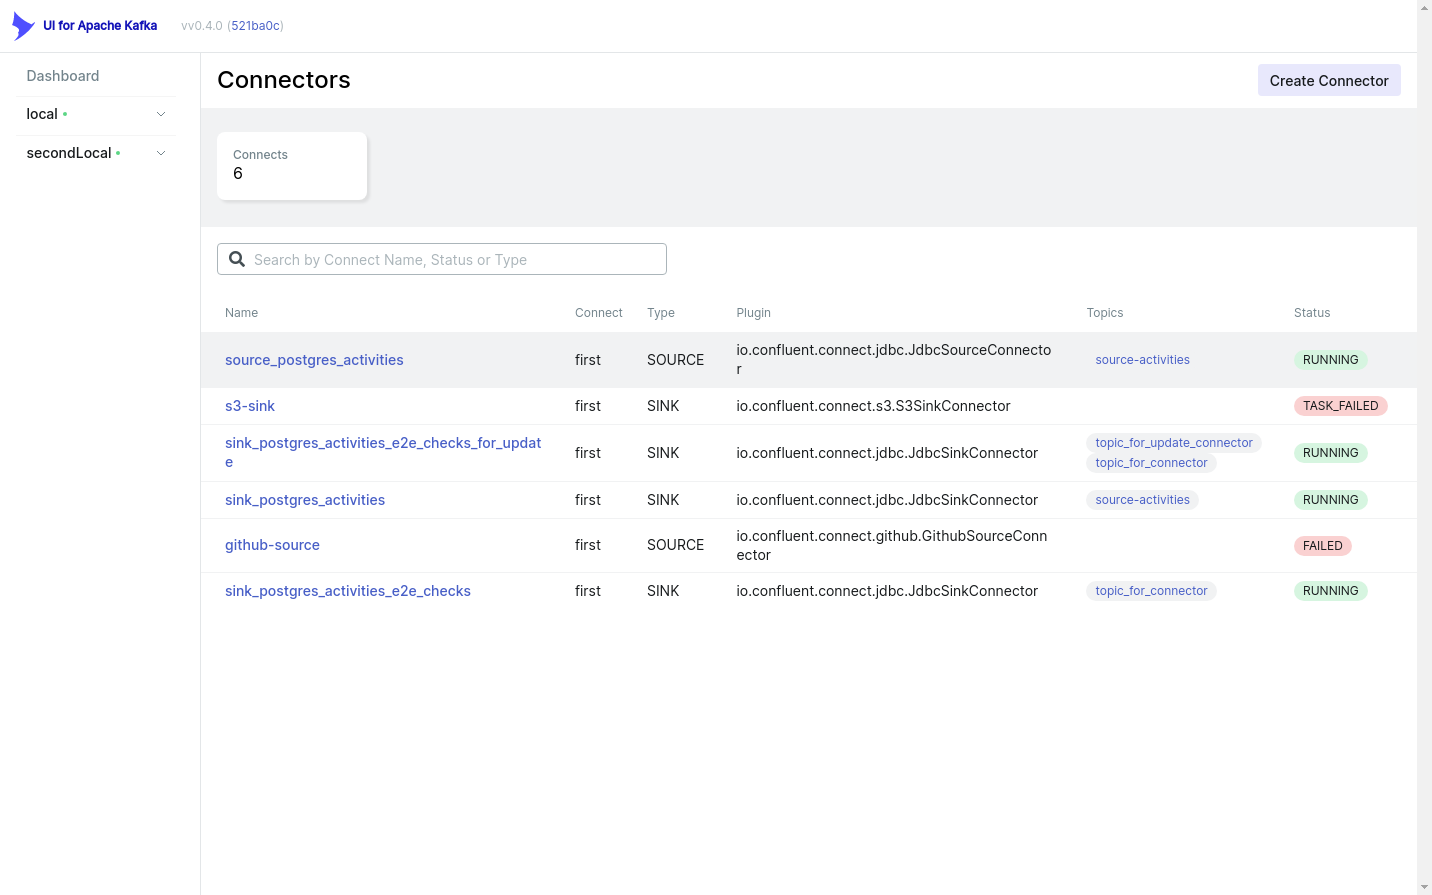 UI for Apache Kafka vv0.4.0 (521ba0c)
Dashboard
local
secondLocal
Connectors
Create Connector
Connects
6
Search by Connect Name, Status or Type
Name Connect Type Plugin Topics Status
source_postgres_activities first SOURCE io.confluent.connect.jdbc.JdbcSourceConnecto
r source-activities RUNNING
s3-sink first SINK io.confluent.connect.s3.S3SinkConnector TASK_FAILED
sink_postgres_activities_e2e_checks_for_updat
e first SINK io.confluent.connect.jdbc.JdbcSinkConnector topic_for_update_connector
topic_for_connector RUNNING
sink_postgres_activities first SINK io.confluent.connect.jdbc.JdbcSinkConnector source-activities RUNNING
github-source first SOURCE io.confluent.connect.github.GithubSourceConn
ector FAILED
sink_postgres_activities_e2e_checks first SINK io.confluent.connect.jdbc.JdbcSinkConnector topic_for_connector RUNNING